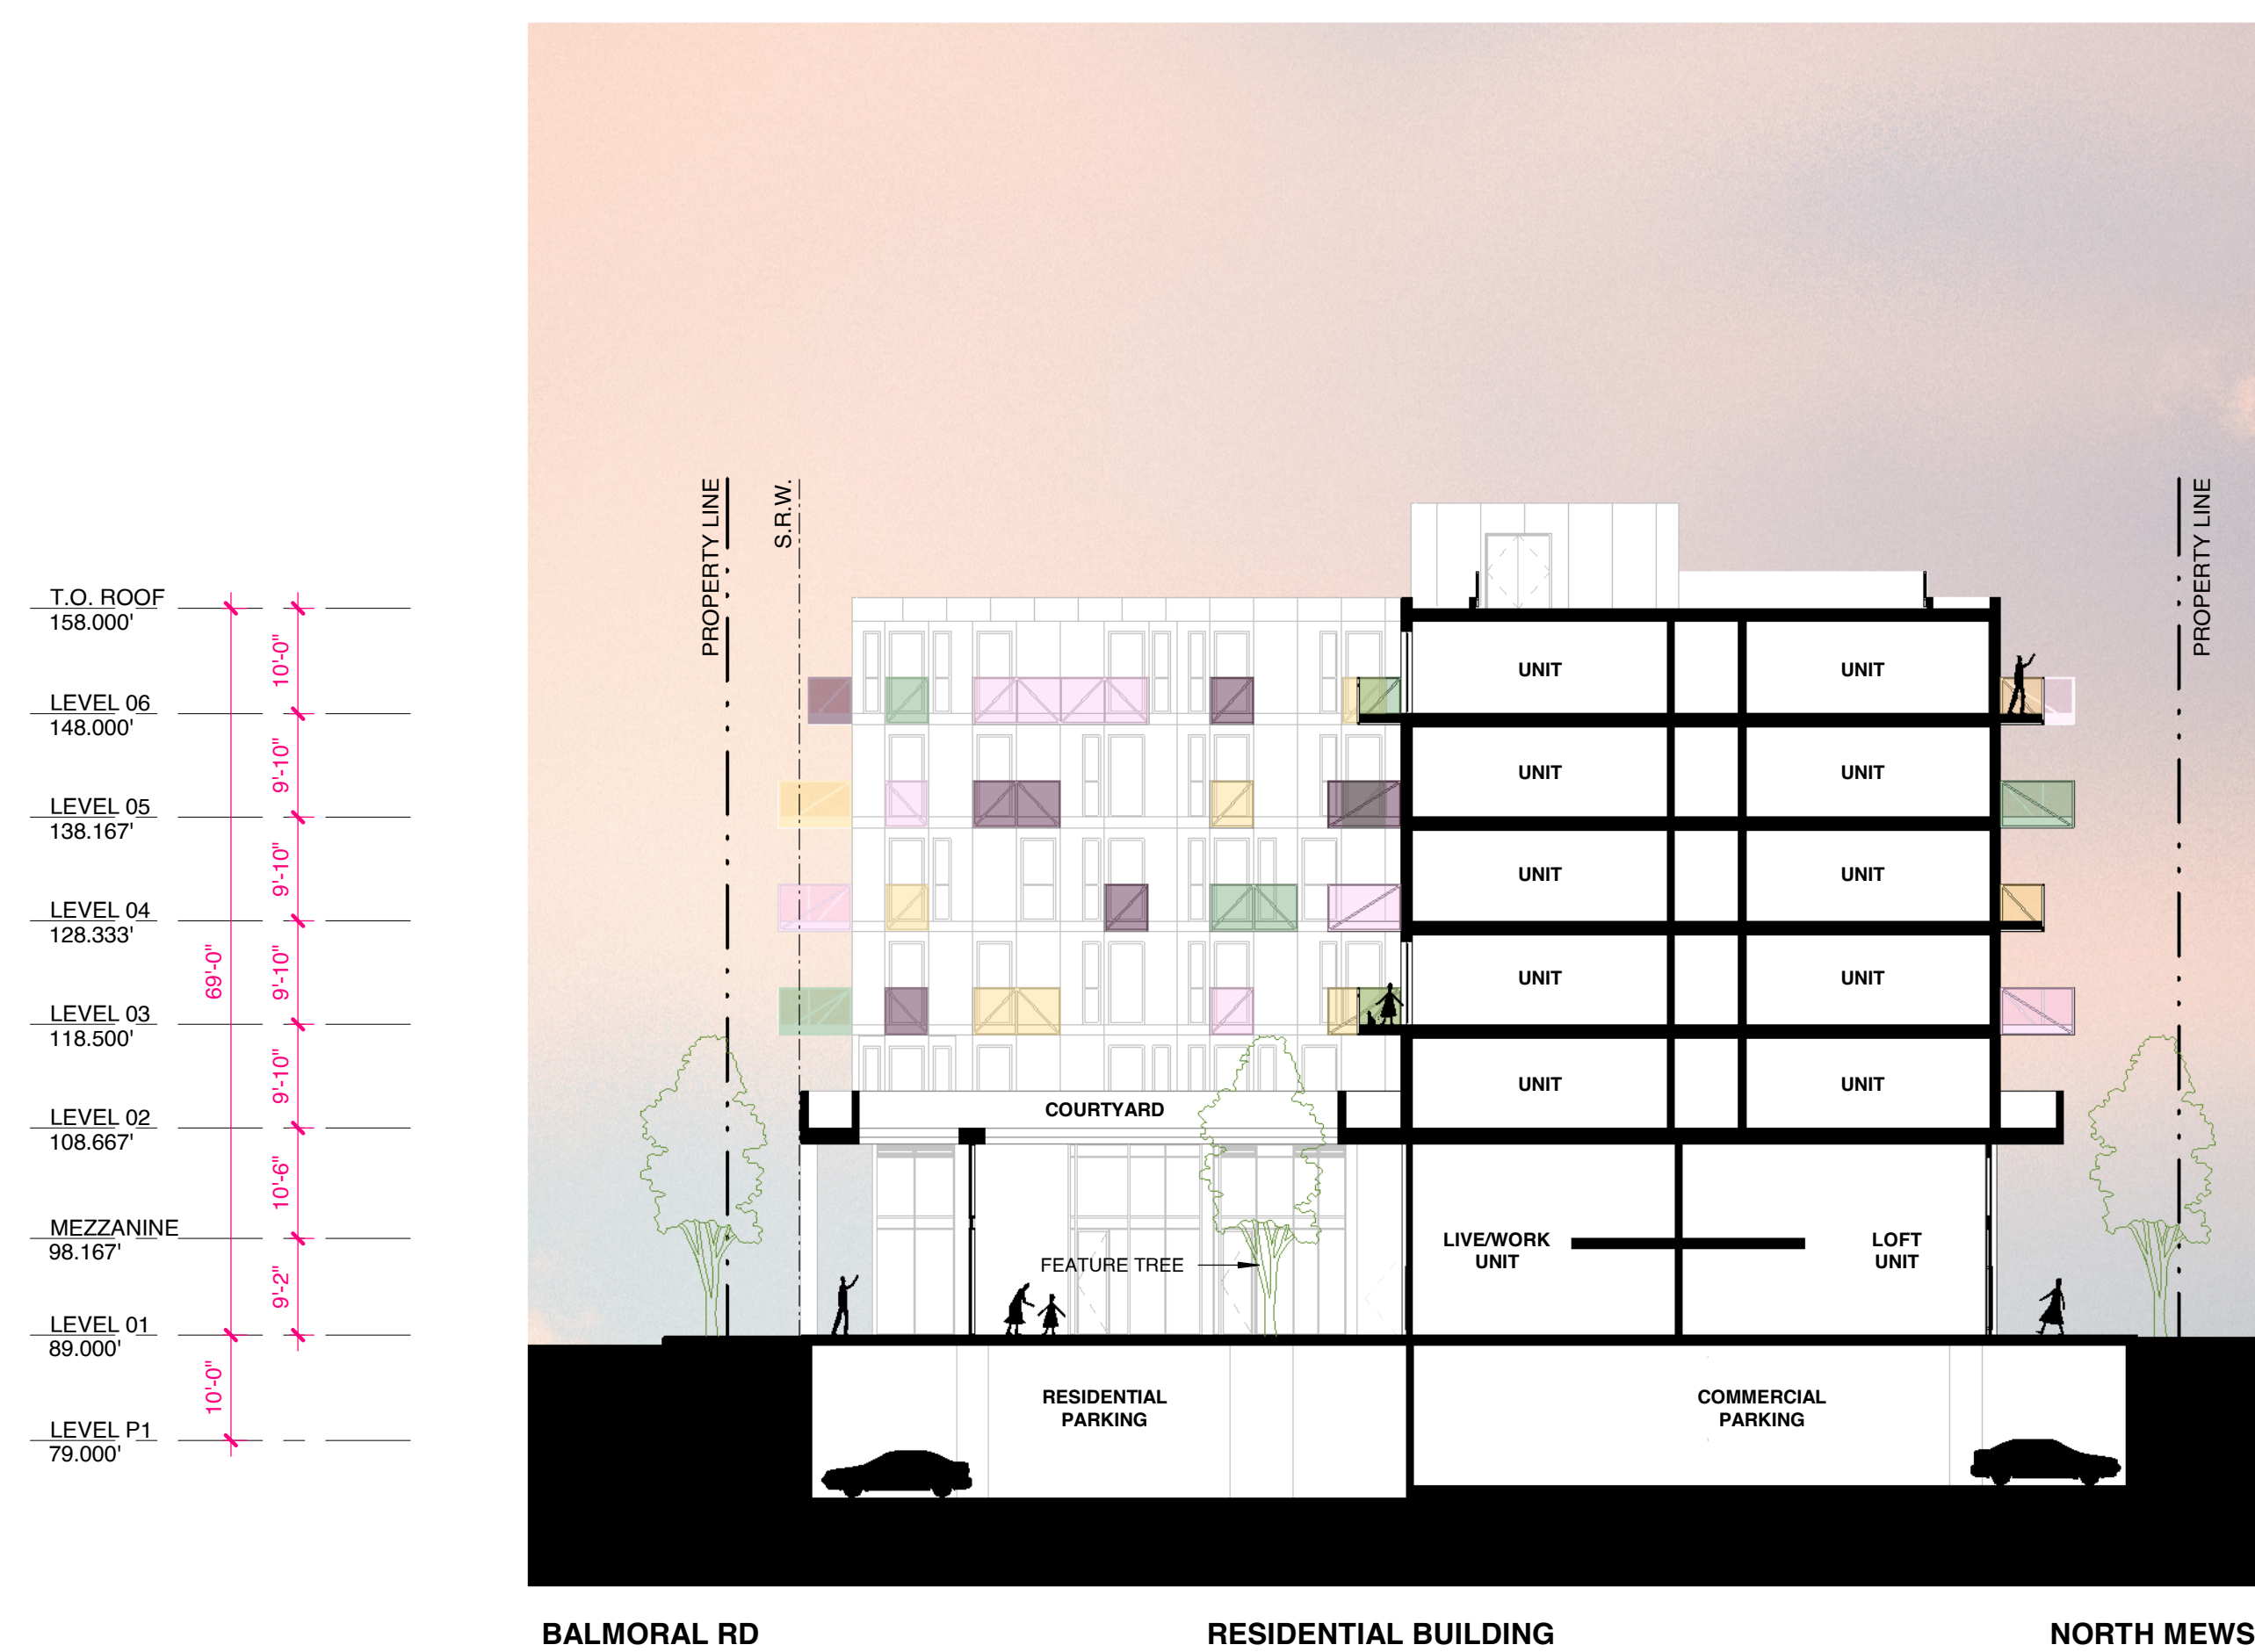 T.O. ROOF
158.000'
LEVEL 06
148.000'
LEVEL 05
138.167'
LEVEL 04
128.333'
LEVEL 03
118.500'
LEVEL 02
108.667'
MEZZANINE
98.167'
LEVEL 01
89.000'
LEVEL P1
79.000'
69'-0"
10'-0"
10'-0"
9'-10"
9'-10"
9'-10"
9'-10"
10'-6"
9'-2"
PROPERTY LINE
S.R.W.
PROPERTY LINE
UNIT
UNIT
UNIT
UNIT
UNIT
UNIT
UNIT
UNIT
UNIT
UNIT
COURTYARD
FEATURE TREE
LIVE/WORK
UNIT
LOFT
UNIT
RESIDENTIAL
PARKING
COMMERCIAL
PARKING
BALMORAL RD
RESIDENTIAL BUILDING
NORTH MEWS